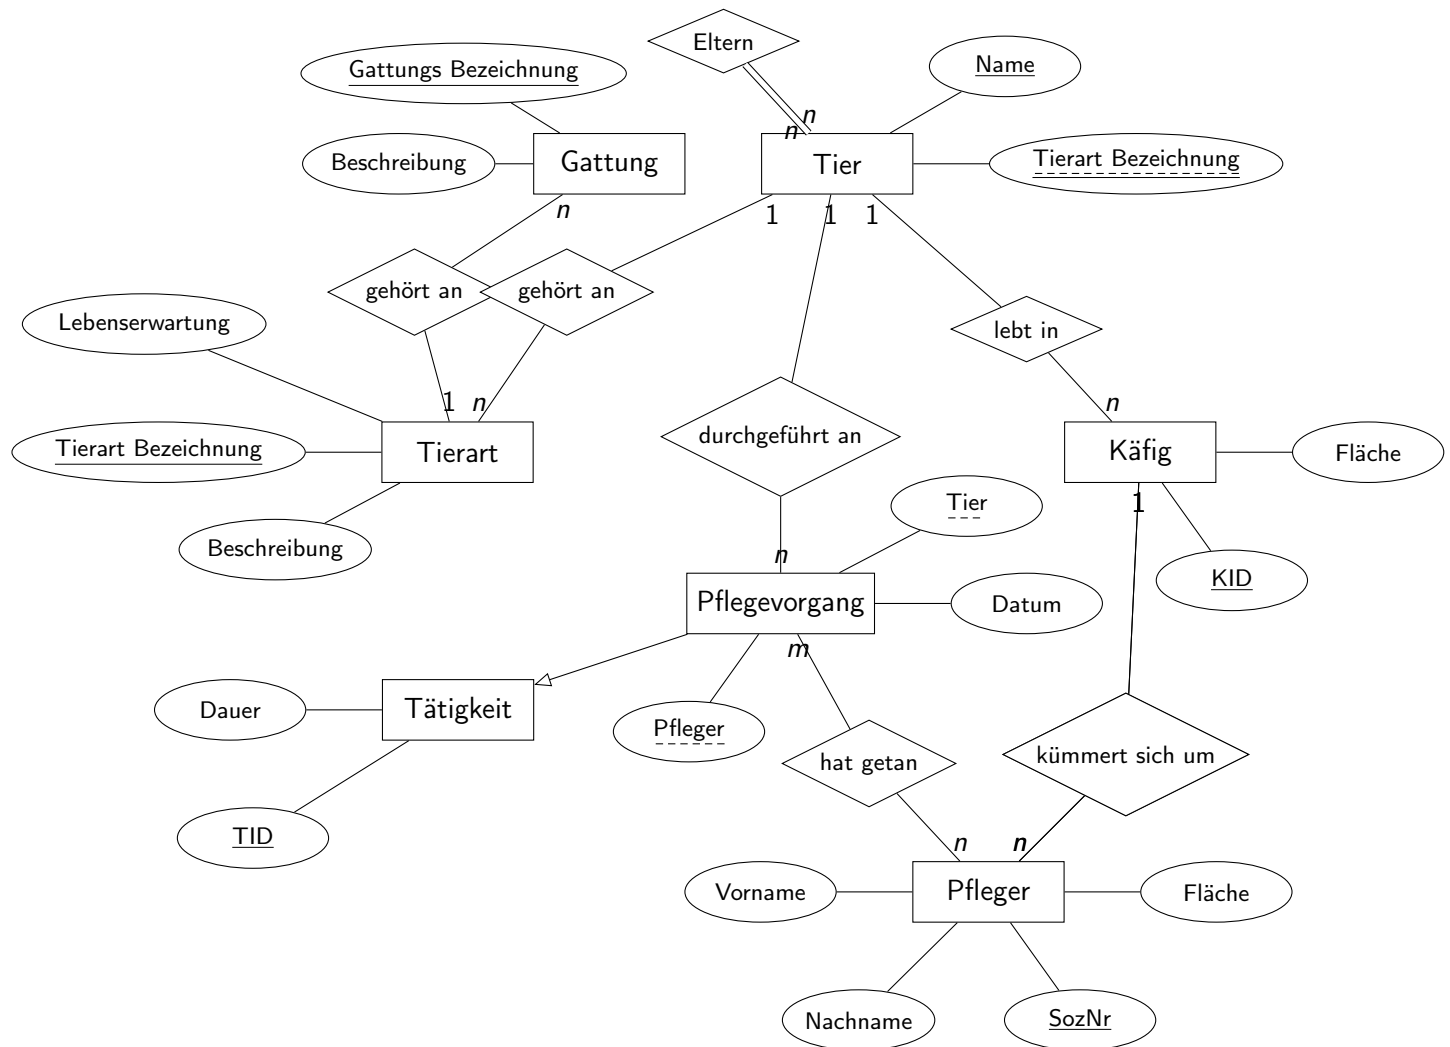 Eltern
Name
Gattungs Bezeichnung
n
n
Beschreibung
Gattung
Tier
Tierart Bezeichnung
n
1
1
1
gehört an
gehört an
Lebenserwartung
lebt in
1
n
n
durchgeführt an
Tierart Bezeichnung
Tierart
Käfig
Fläche
Tier
1
Beschreibung
n
KID
Pflegevorgang
Datum
m
Dauer
Tätigkeit
Pfleger
hat getan
kümmert sich um
TID
n
n
Vorname
Pfleger
Fläche
Nachname
SozNr